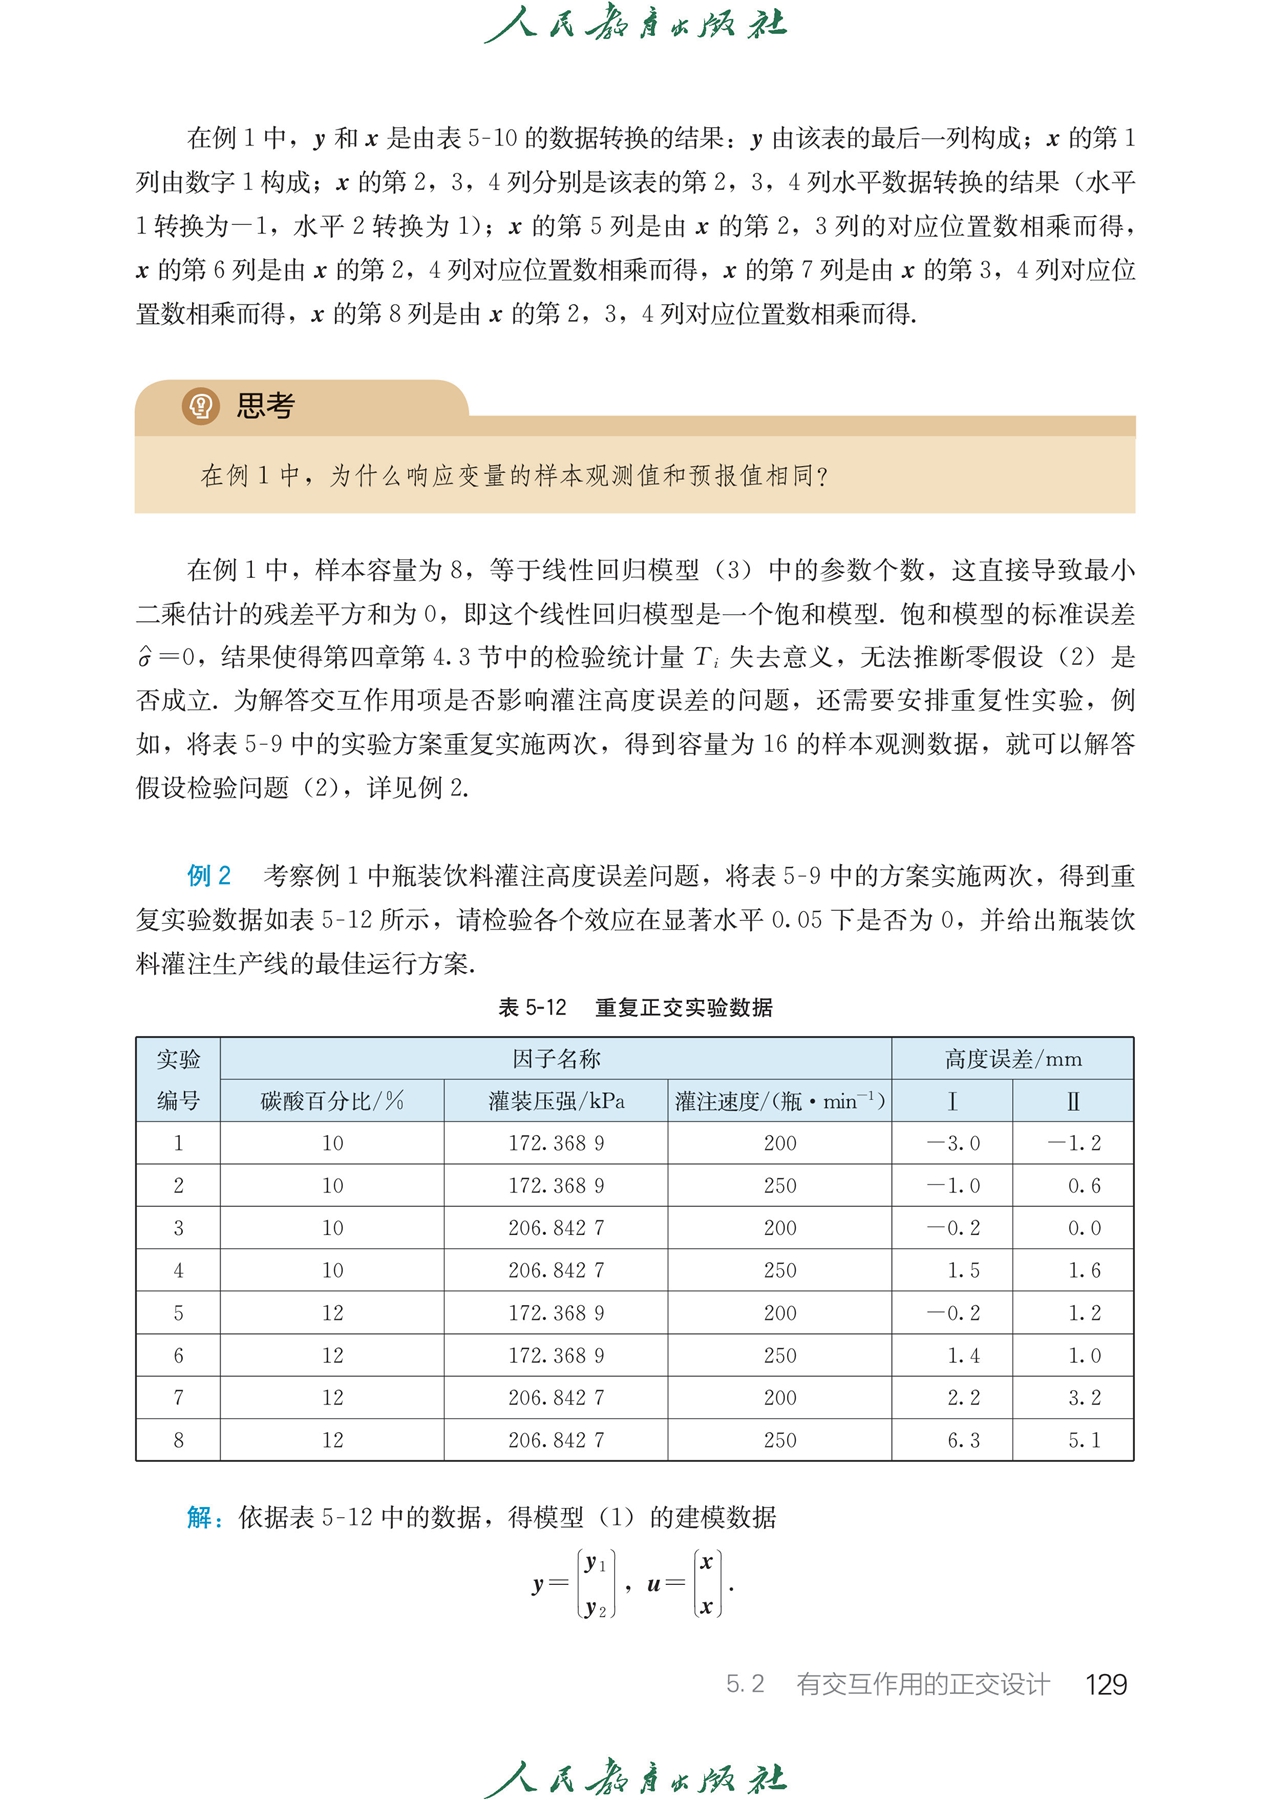 人民教育出版社
在例 1 中，y 和 x 是由表 5-10 的数据转换的结果：y 由该表的最后一列构成；x 的第 1
列由数字 1 构成；x 的第 2，3，4 列分别是该表的第 2，3，4 列水平数据转换的结果（水平
1 转换为－1，水平 2 转换为 1）；x 的第 5 列是由 x 的第 2，3 列的对应位置数相乘而得，
x 的第 6 列是由 x 的第 2，4 列对应位置数相乘而得，x 的第 7 列是由 x 的第 3，4 列对应位
置数相乘而得，x 的第 8 列是由 x 的第 2，3，4 列对应位置数相乘而得.
思考
在例 1 中，为什么响应变量的样本观测值和预报值相同？
在例 1 中，样本容量为 8，等于线性回归模型（3）中的参数个数，这直接导致最小
二乘估计的残差平方和为 0，即这个线性回归模型是一个饱和模型. 饱和模型的标准误差
σ̂＝0，结果使得第四章第 4.3 节中的检验统计量 Tᵢ 失去意义，无法推断零假设（2）是
否成立. 为解答交互作用项是否影响灌注高度误差的问题，还需要安排重复性实验，例
如，将表 5-9 中的实验方案重复实施两次，得到容量为 16 的样本观测数据，就可以解答
假设检验问题（2），详见例 2.
例 2 考察例 1 中瓶装饮料灌注高度误差问题，将表 5-9 中的方案实施两次，得到重
复实验数据如表 5-12 所示，请检验各个效应在显著水平 0.05 下是否为 0，并给出瓶装饮
料灌注生产线的最佳运行方案.
表 5-12 重复正交实验数据
实验编号 因子名称 高度误差/mm
碳酸百分比/% 灌装压强/kPa 灌注速度/(瓶·min⁻¹) Ⅰ Ⅱ
1 10 172.368 9 200 －3.0 －1.2
2 10 172.368 9 250 －1.0 0.6
3 10 206.842 7 200 －0.2 0.0
4 10 206.842 7 250 1.5 1.6
5 12 172.368 9 200 －0.2 1.2
6 12 172.368 9 250 1.4 1.0
7 12 206.842 7 200 2.2 3.2
8 12 206.842 7 250 6.3 5.1
解：依据表 5-12 中的数据，得模型（1）的建模数据
y＝(y₁ y₂)，u＝(x x).
5.2 有交互作用的正交设计 129
人民教育出版社